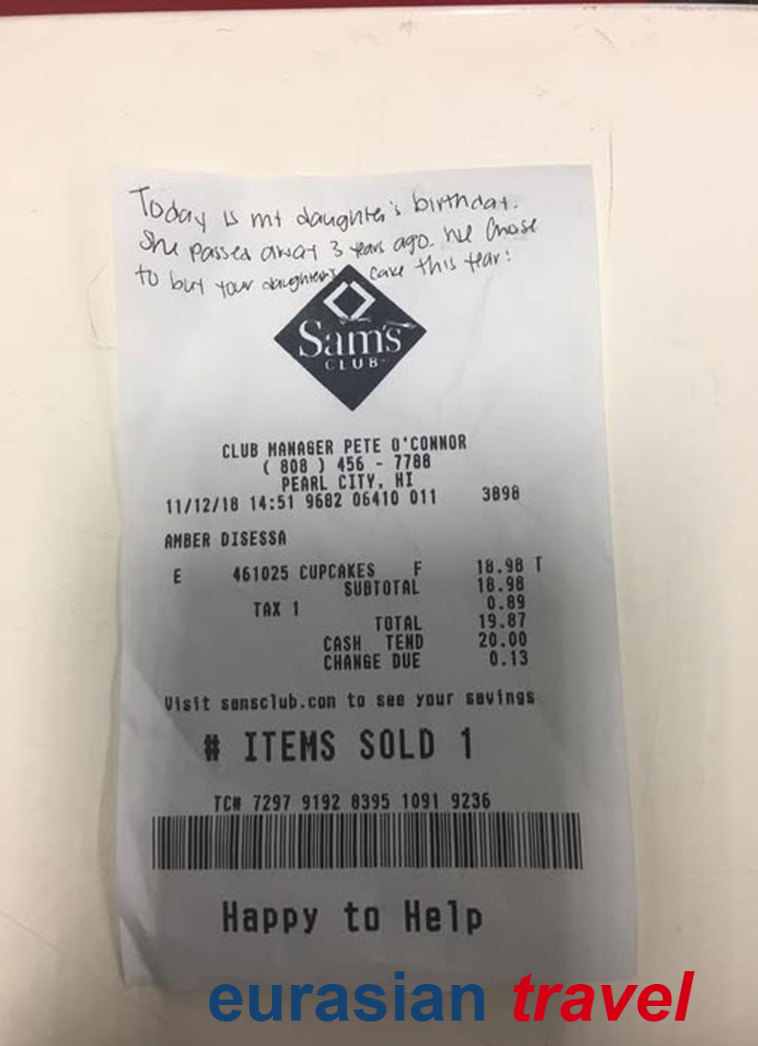 Today is my daughter's birthday.
She passed away 3 years ago. We chose
to buy your daughter's cake this year!
Sam's
CLUB
CLUB MANAGER PETE O'CONNOR
( 808 ) 456 - 7788
PEARL CITY, HI
11/12/18 14:51 9682 06410 011 3898
AMBER DISESSA
E 461025 CUPCAKES F 18.98 T
SUBTOTAL 18.98
TAX 1 0.89
TOTAL 19.87
CASH TEND 20.00
CHANGE DUE 0.13
Visit samsclub.com to see your savings
# ITEMS SOLD 1
TC# 7297 9192 8395 1091 9236
Happy to Help
eurasian travel